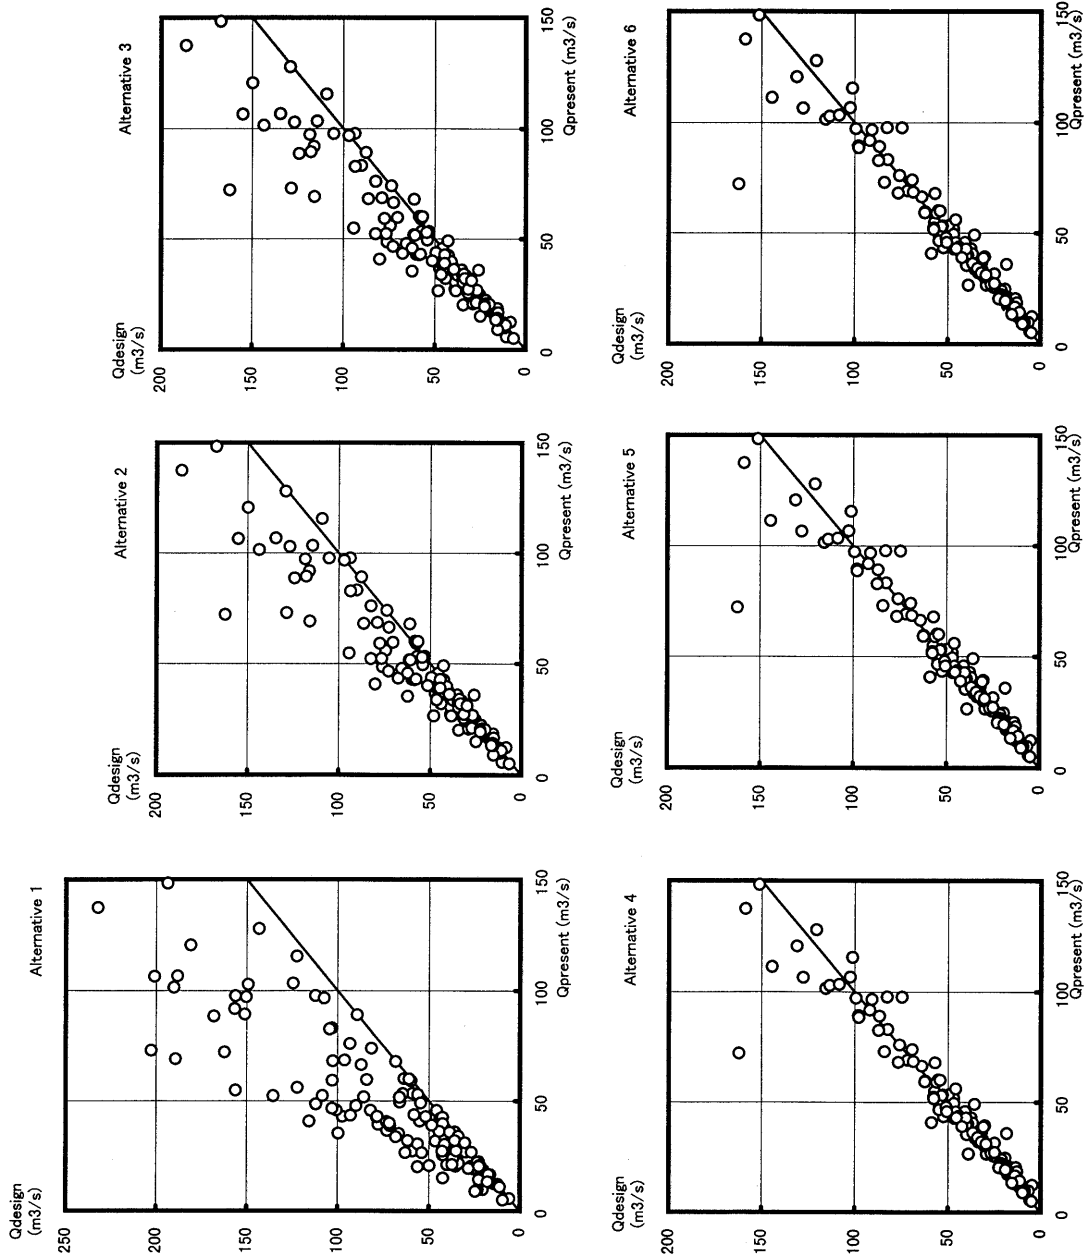 Qdesign
(m3/s)
Alternative 1
250
200
150
100
50
0
0
50
100
150
Qpresent (m3/s)
Qdesign
(m3/s)
Alternative 2
200
150
100
50
0
0
50
100
150
Qpresent (m3/s)
Qdesign
(m3/s)
Alternative 3
200
150
100
50
0
0
50
100
150
Qpresent (m3/s)
Qdesign
(m3/s)
Alternative 4
200
150
100
50
0
0
50
100
150
Qpresent (m3/s)
Qdesign
(m3/s)
Alternative 5
200
150
100
50
0
0
50
100
150
Qpresent (m3/s)
Qdesign
(m3/s)
Alternative 6
200
150
100
50
0
0
50
100
150
Qpresent (m3/s)